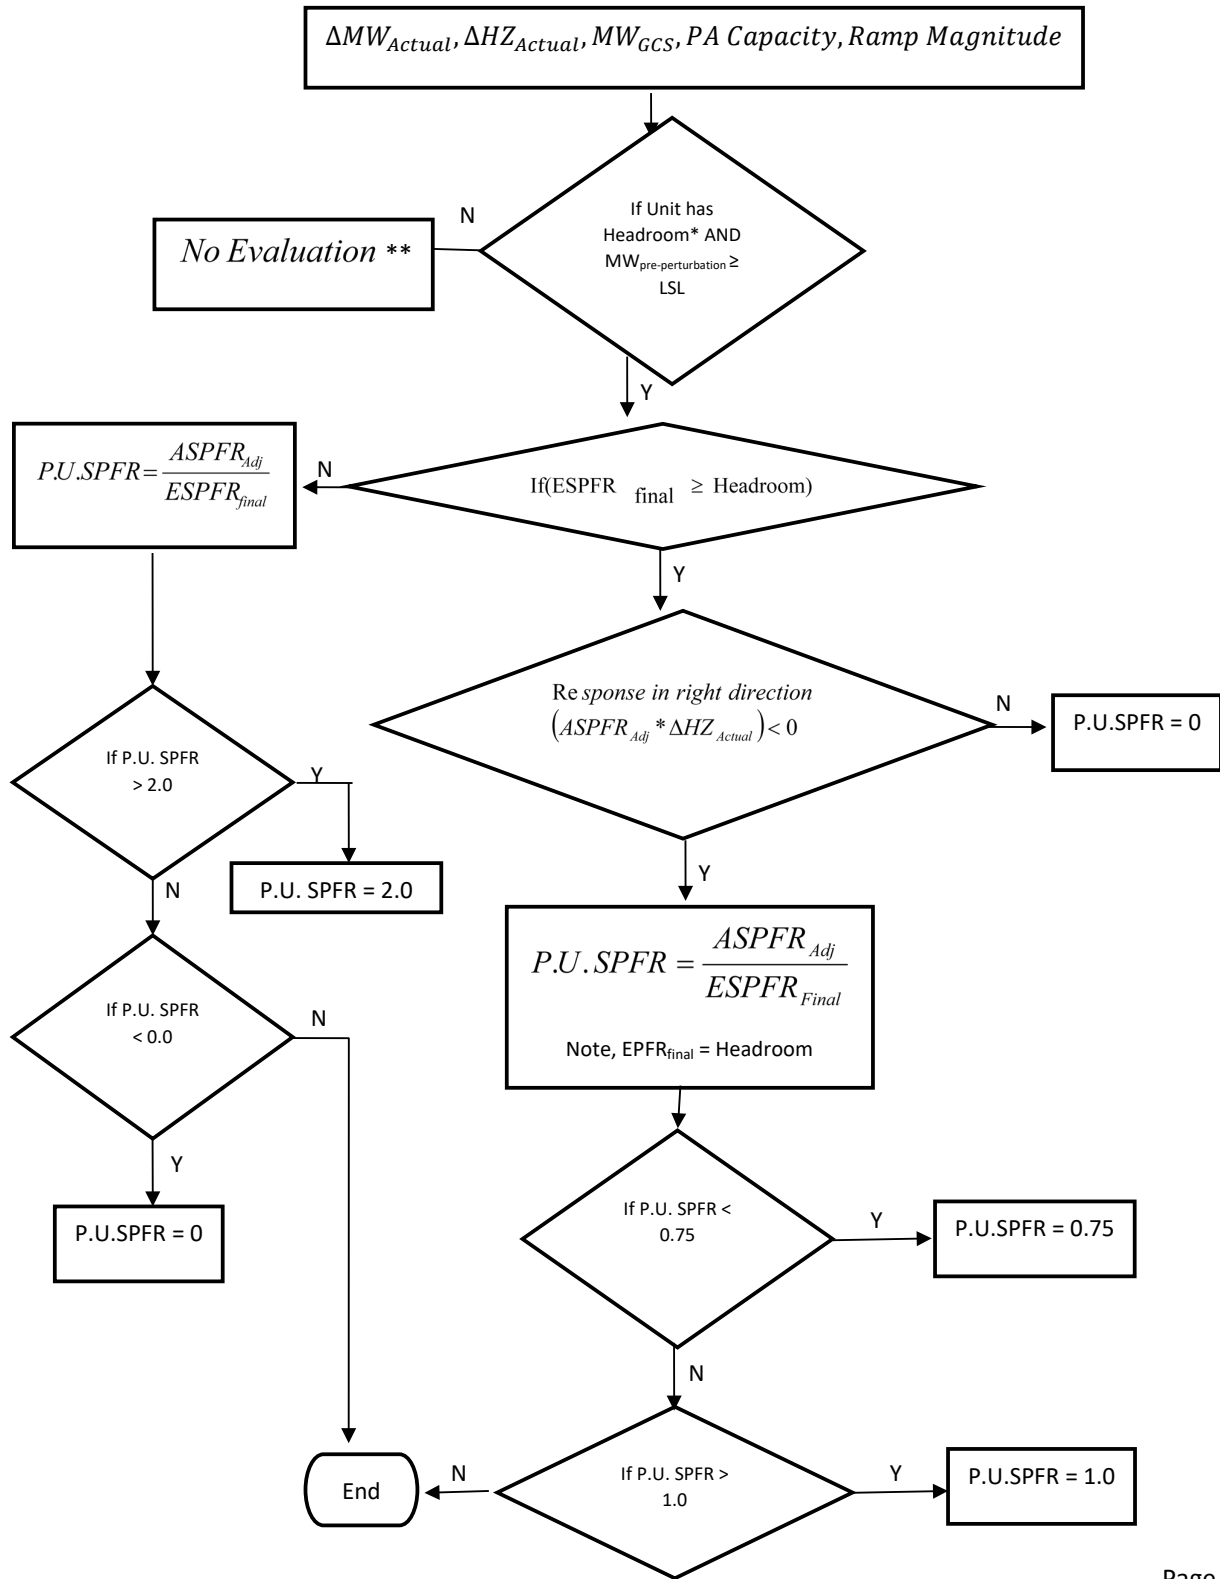 ΔMW_Actual, ΔHZ_Actual, MW_GCS, PA Capacity, Ramp Magnitude
If Unit has
Headroom* AND
MW_pre-perturbation ≥
LSL
N
No Evaluation **
Y
If(ESPFR final ≥ Headroom)
N
P.U.SPFR = ASPFR_Adj / ESPFR_final
Y
Re sponse in right direction
(ASPFR_Adj * ΔHZ_Actual) < 0
N
P.U.SPFR = 0
If P.U. SPFR
> 2.0
Y
P.U. SPFR = 2.0
N
Y
P.U. SPFR = ASPFR_Adj / ESPFR_Final
Note, EPFR_final = Headroom
If P.U. SPFR
< 0.0
N
Y
P.U.SPFR = 0
If P.U. SPFR <
0.75
Y
P.U.SPFR = 0.75
N
If P.U. SPFR >
1.0
Y
P.U.SPFR = 1.0
N
End
Page